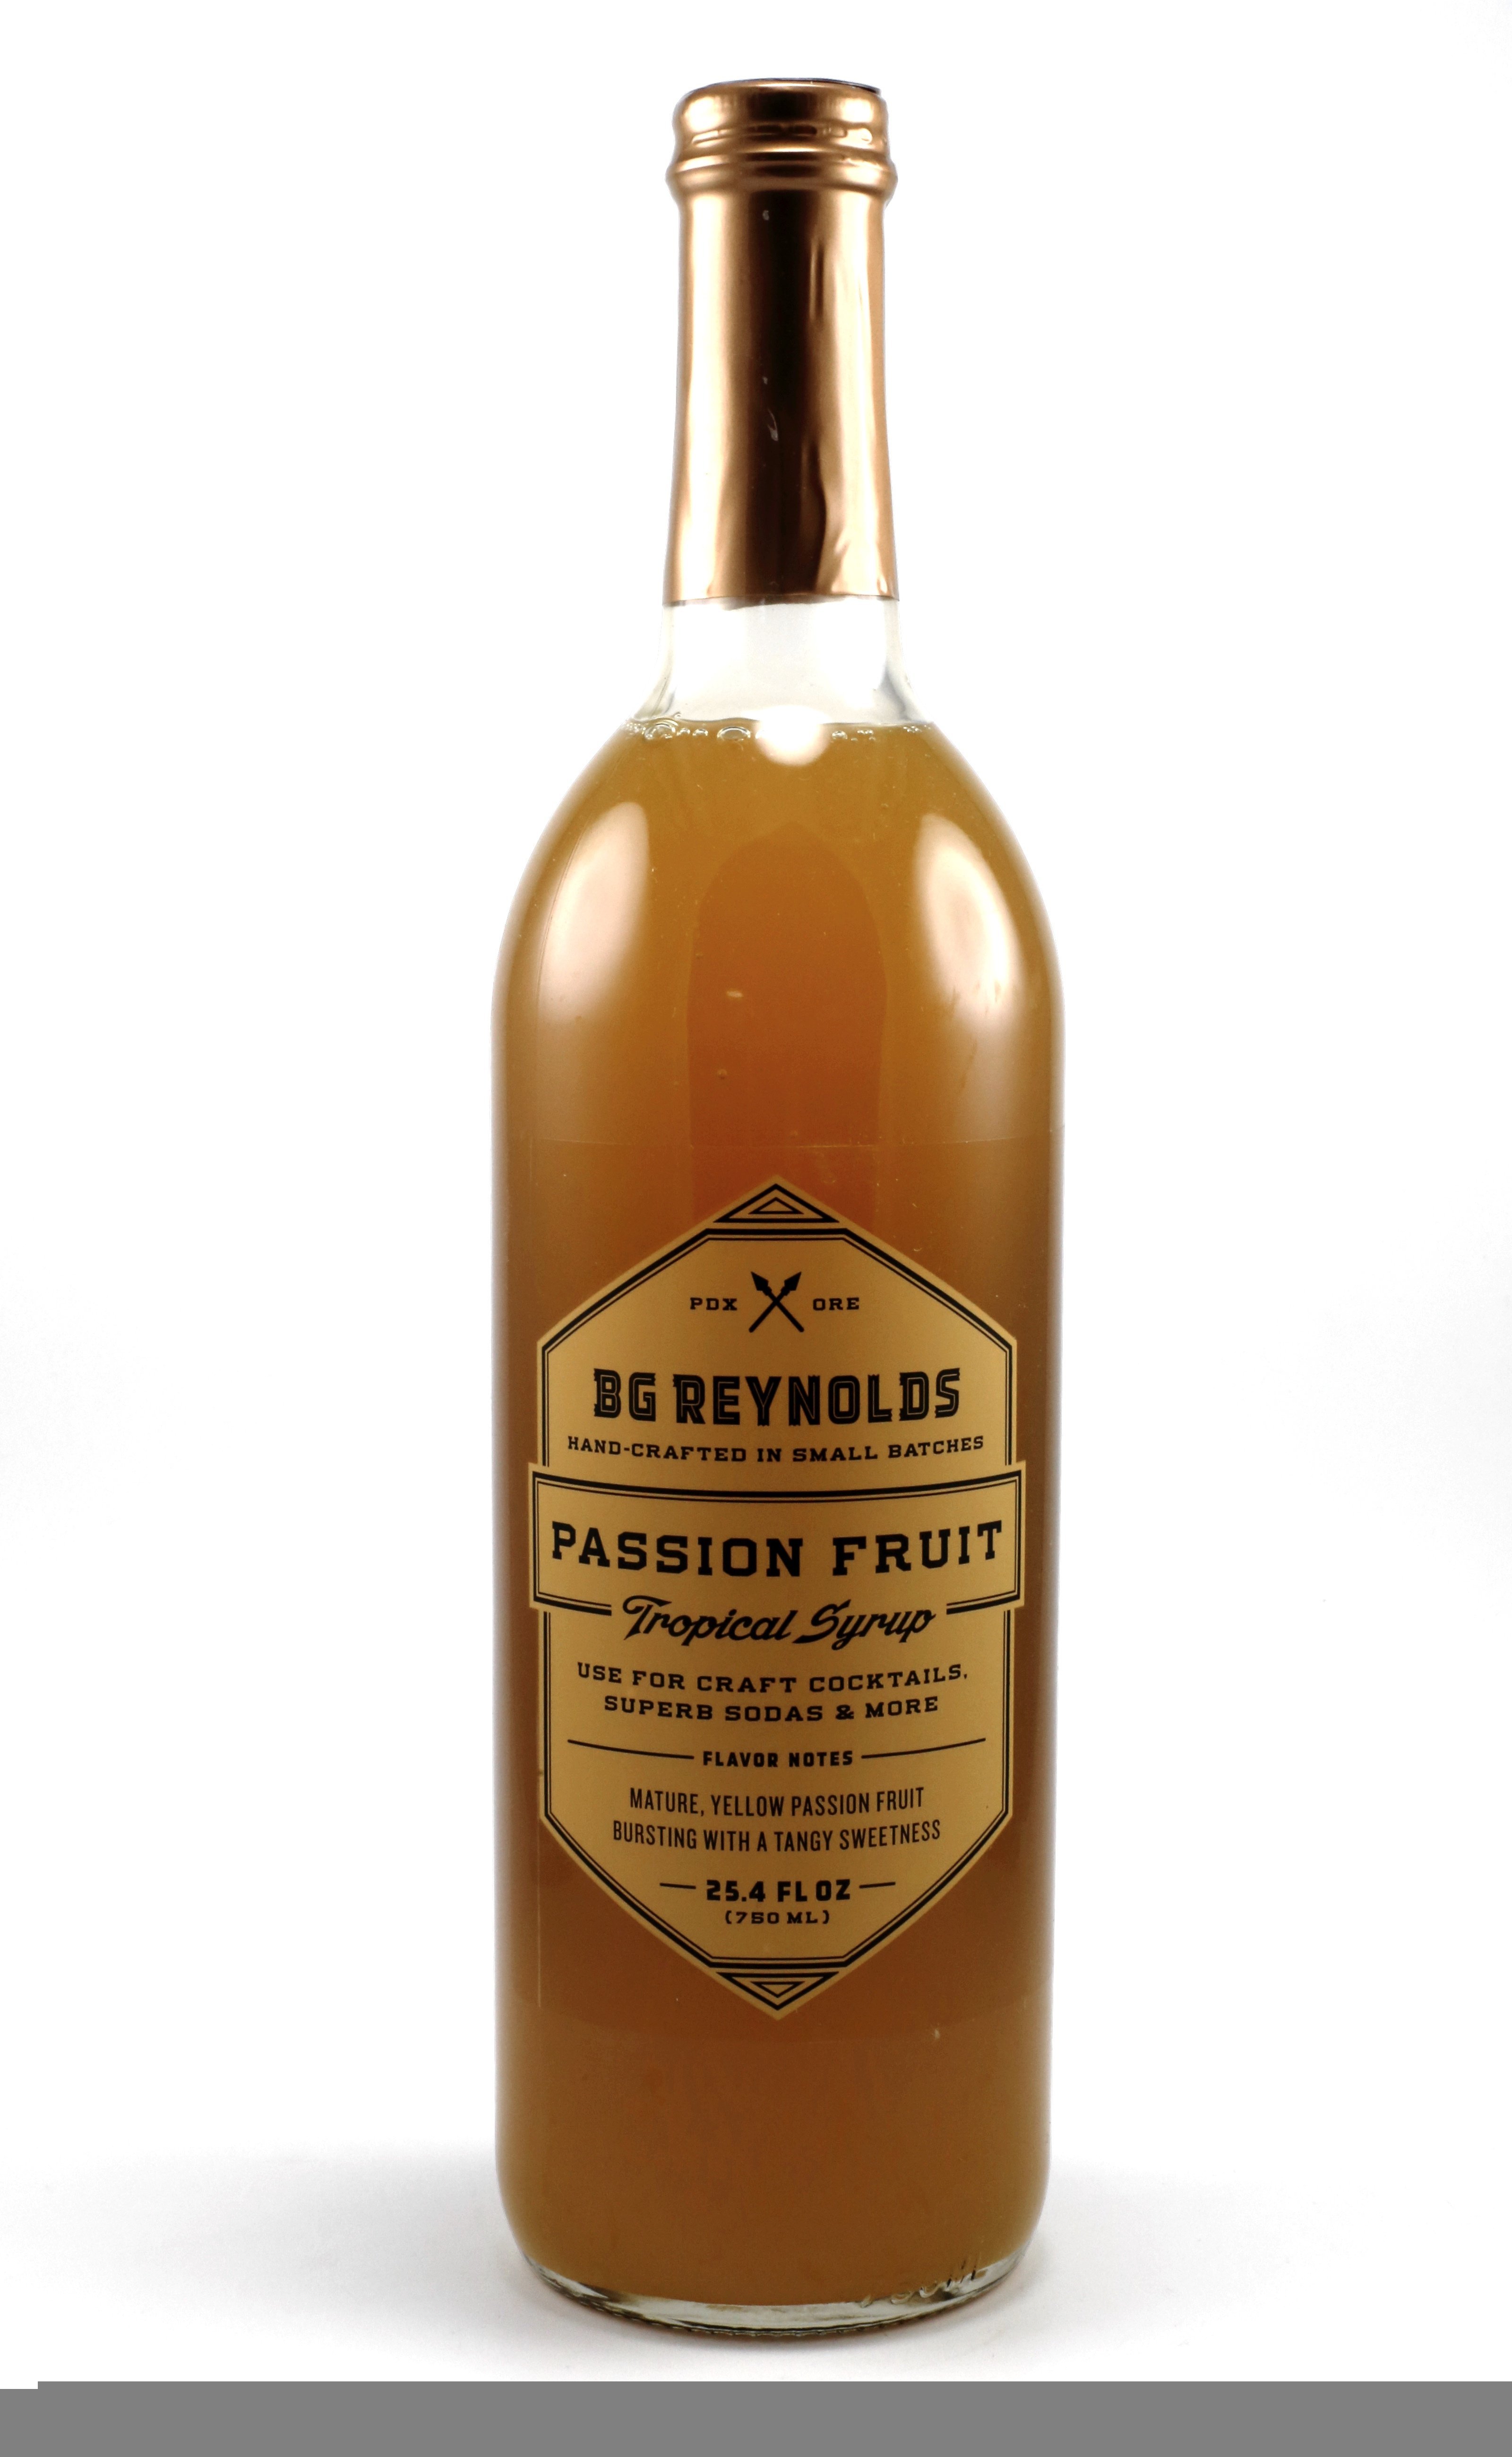 PDX ORE
BG REYNOLDS
HAND-CRAFTED IN SMALL BATCHES
PASSION FRUIT
Tropical Syrup
USE FOR CRAFT COCKTAILS,
SUPERB SODAS & MORE
FLAVOR NOTES
MATURE, YELLOW PASSION FRUIT
BURSTING WITH A TANGY SWEETNESS
25.4 FL OZ
(750 ML)